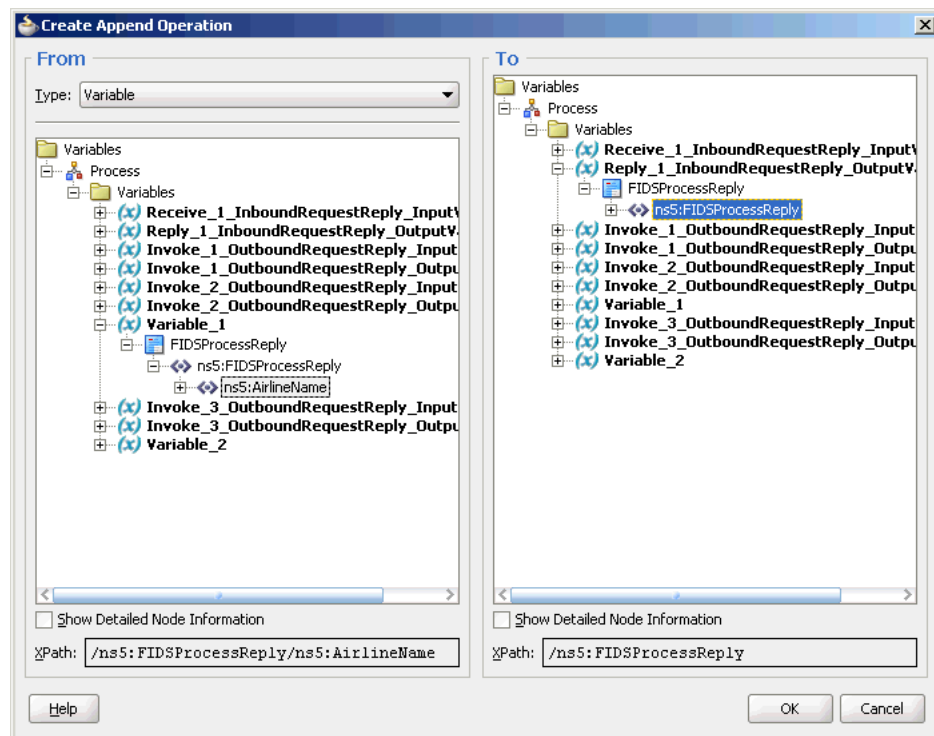 Create Append Operation
From
Type: Variable
Variables
Process
Variables
Receive_1_InboundRequestReply_InputV
Reply_1_InboundRequestReply_OutputV.
Invoke_1_OutboundRequestReply_Input
Invoke_1_OutboundRequestReply_Outpu
Invoke_2_OutboundRequestReply_Input
Invoke_2_OutboundRequestReply_Outpu
Variable_1
FIDSProcessReply
ns5:FIDSProcessReply
ns5:AirlineName
Invoke_3_OutboundRequestReply_Input
Invoke_3_OutboundRequestReply_Outpu
Variable_2
Show Detailed Node Information
XPath: /ns5:FIDSProcessReply/ns5:AirlineName
To
Variables
Process
Variables
Receive_1_InboundRequestReply_InputV
Reply_1_InboundRequestReply_OutputV.
FIDSProcessReply
ns5:FIDSProcessReply
Invoke_1_OutboundRequestReply_Input
Invoke_1_OutboundRequestReply_Outpu
Invoke_2_OutboundRequestReply_Input
Invoke_2_OutboundRequestReply_Outpu
Variable_1
Invoke_3_OutboundRequestReply_Input
Invoke_3_OutboundRequestReply_Outpu
Variable_2
Show Detailed Node Information
XPath: /ns5:FIDSProcessReply
Help
OK
Cancel